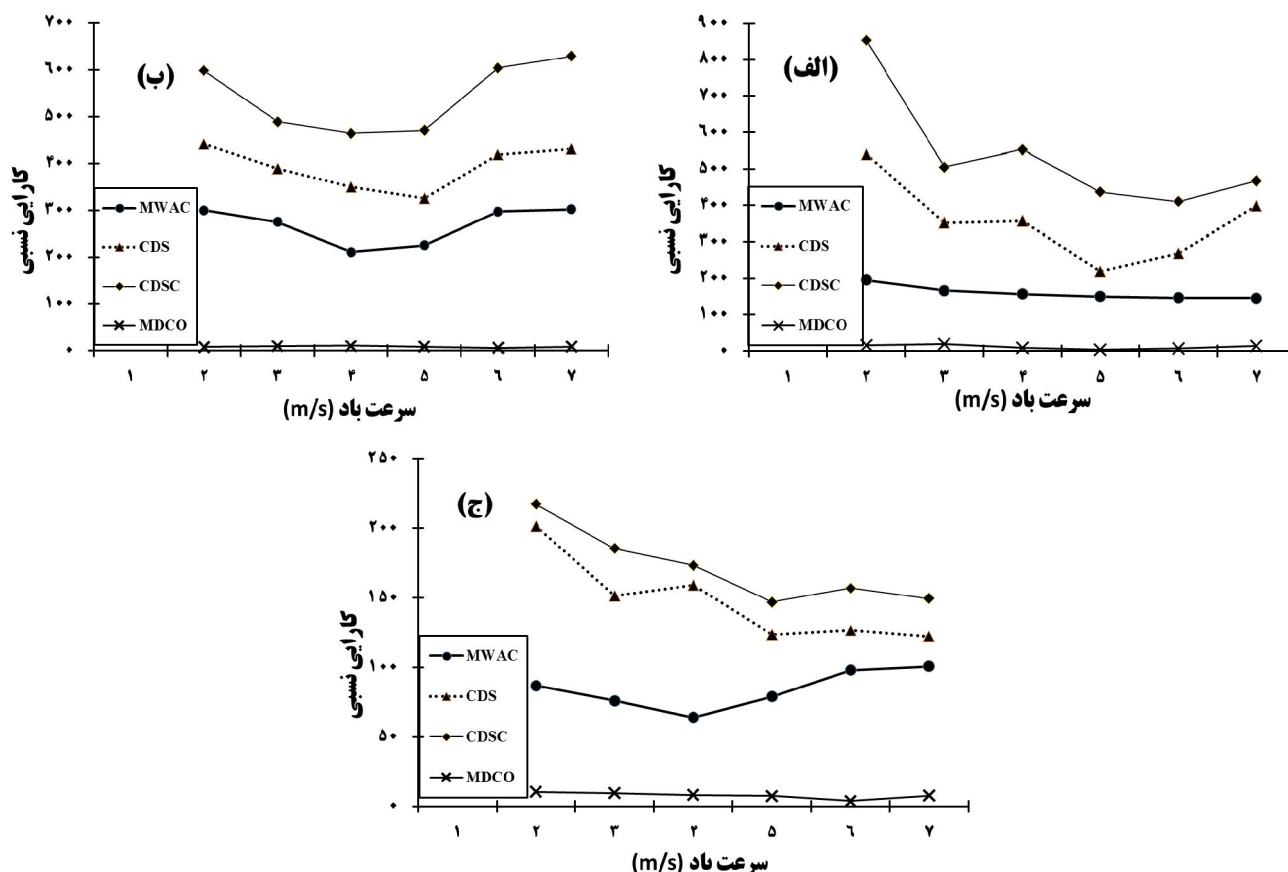 (الف)
۹۰۰
۸۰۰
۷۰۰
۶۰۰
۵۰۰
۴۰۰
۳۰۰
۲۰۰
۱۰۰
۰
کارایی نسبی
MWAC
CDS
CDSC
MDCO
۱ ۲ ۳ ۴ ۵ ۶ ۷
سرعت باد (m/s)
(ب)
۷۰۰
۶۰۰
۵۰۰
۴۰۰
۳۰۰
۲۰۰
۱۰۰
۰
کارایی نسبی
MWAC
CDS
CDSC
MDCO
۱ ۲ ۳ ۴ ۵ ۶ ۷
سرعت باد (m/s)
(ج)
۲۵۰
۲۰۰
۱۵۰
۱۰۰
۵۰
۰
کارایی نسبی
MWAC
CDS
CDSC
MDCO
۱ ۲ ۳ ۴ ۵ ۶ ۷
سرعت باد (m/s)